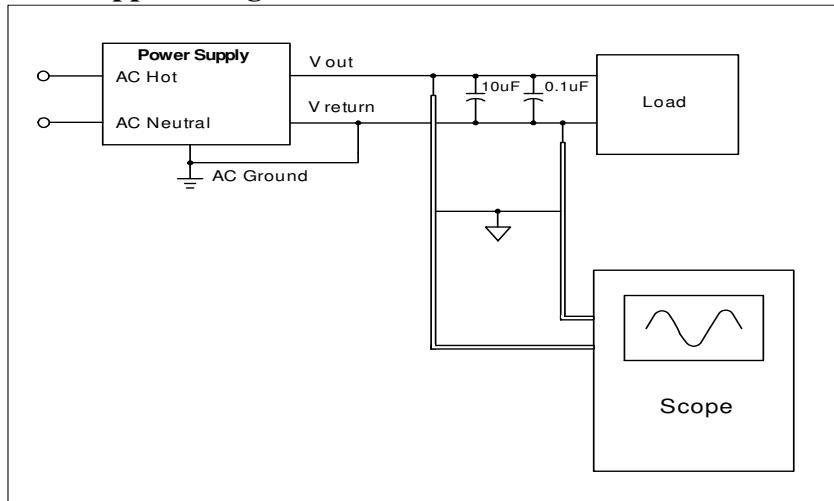 Power Supply
V out
AC Hot
10uF
0.1uF
Load
V return
AC Neutral
AC Ground
Scope